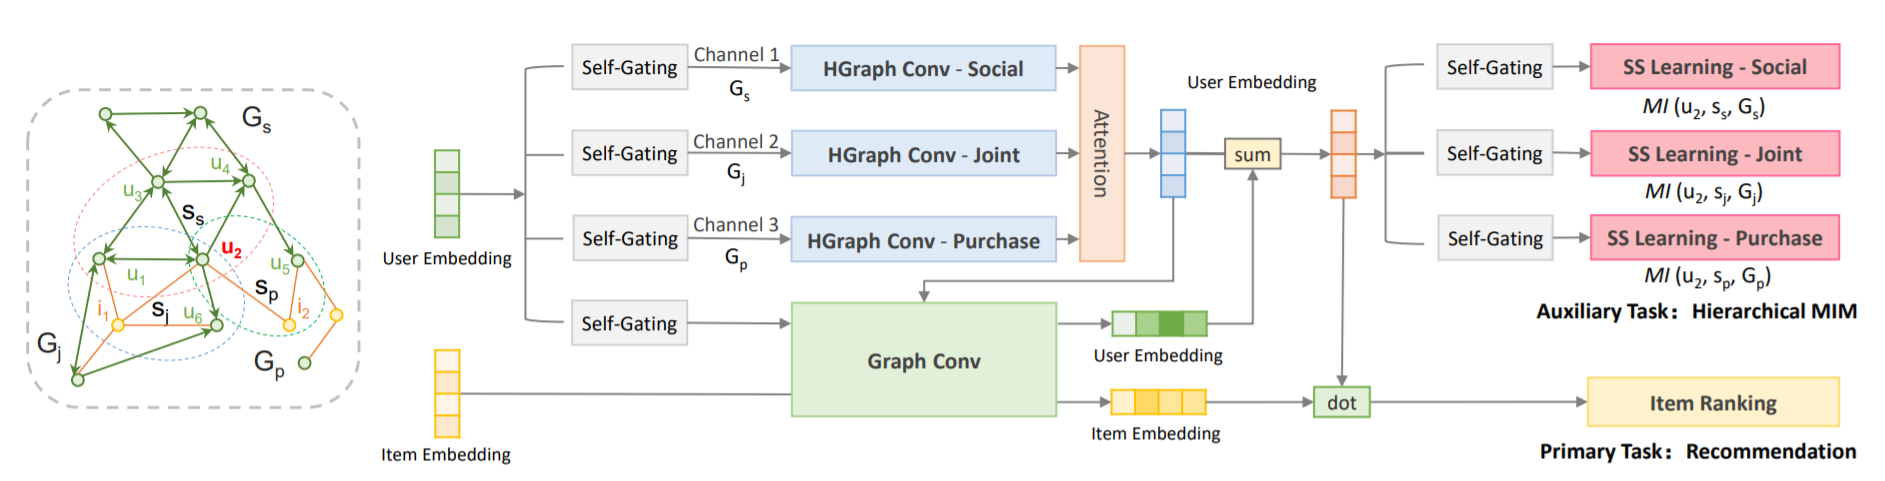 G_s
u_4
u_3
S_s
u_2
u_1
u_5
S_p
i_1
S_j
u_6
i_2
G_j
G_p
User Embedding
Item Embedding
Self-Gating
Channel 1
G_s
HGraph Conv - Social
Self-Gating
Channel 2
G_j
HGraph Conv - Joint
Self-Gating
Channel 3
G_p
HGraph Conv - Purchase
Attention
Self-Gating
Graph Conv
User Embedding
sum
User Embedding
Item Embedding
dot
Self-Gating
SS Learning - Social
MI (u_2, s_s, G_s)
Self-Gating
SS Learning - Joint
MI (u_2, s_j, G_j)
Self-Gating
SS Learning - Purchase
MI (u_2, s_p, G_p)
Auxiliary Task：Hierarchical MIM
Item Ranking
Primary Task：Recommendation